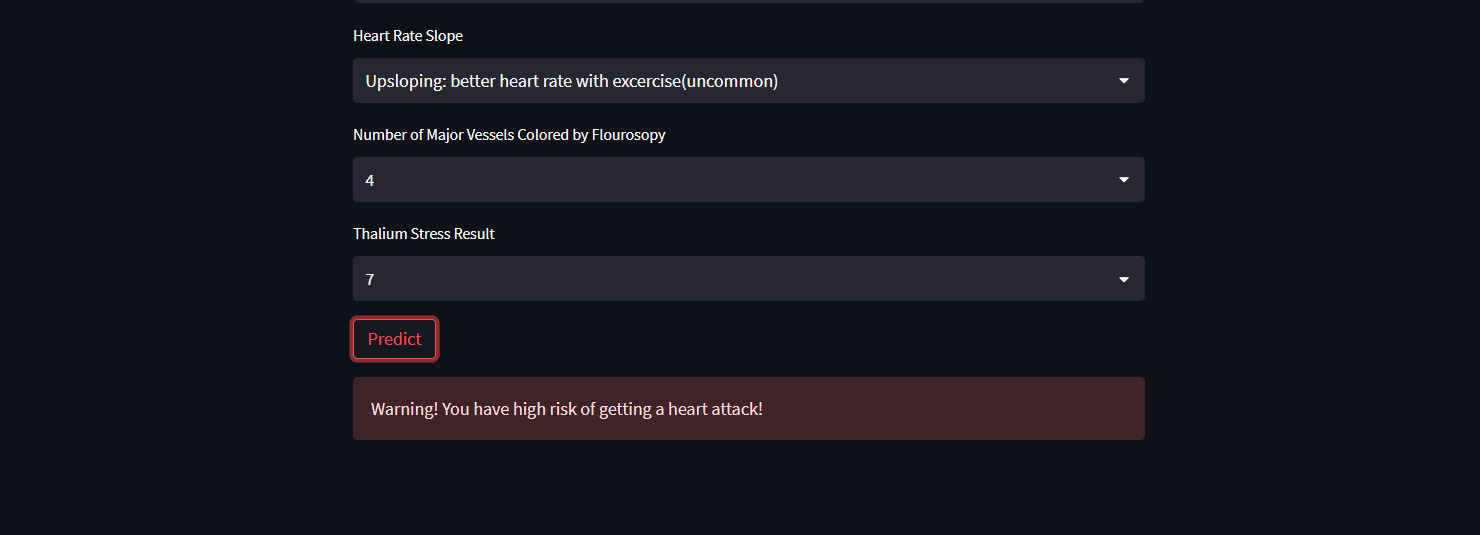 Heart Rate Slope
Upsloping: better heart rate with excercise(uncommon)
Number of Major Vessels Colored by Flourosopy
4
Thalium Stress Result
7
Predict
Warning! You have high risk of getting a heart attack!